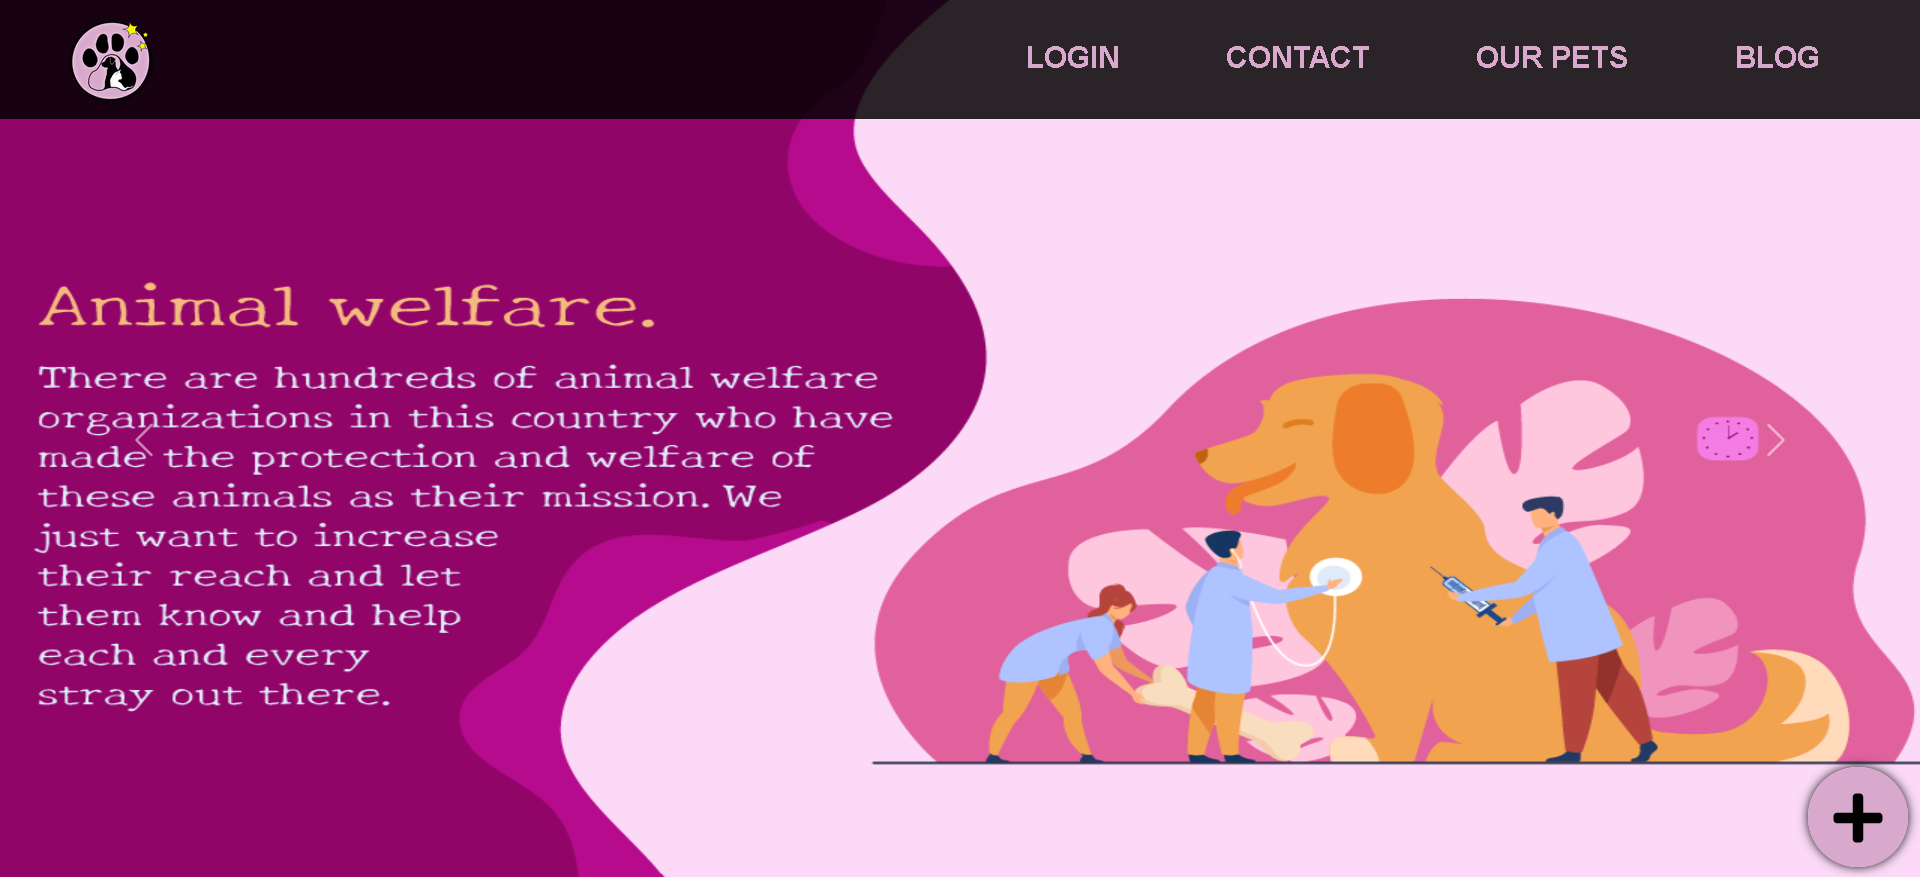 LOGIN CONTACT OUR PETS BLOG
Animal welfare.
There are hundreds of animal welfare
organizations in this country who have
made the protection and welfare of
these animals as their mission. We
just want to increase
their reach and let
them know and help
each and every
stray out there.